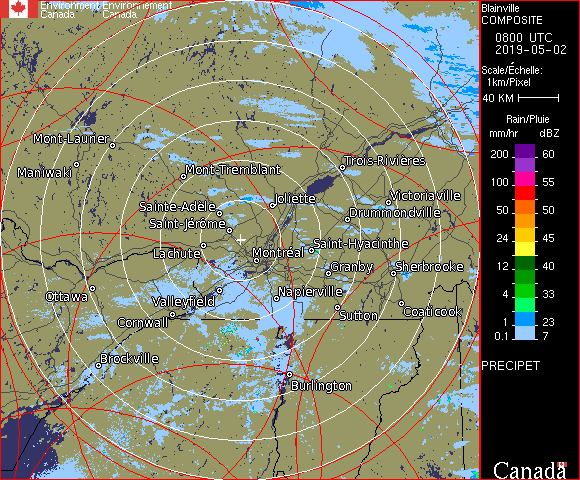 Environment Environnement
Canada Canada
Blainville
COMPOSITE
0800 UTC
2019-05-02
Scale/Échelle:
1km/Pixel
40 KM
Rain/Pluie
mm/hr dBZ
200 60
100 55
50 50
24 45
12 40
4 33
1 23
0.1 7
PRECIPET
Canada
Mont-Laurier
Maniwaki
Mont-Tremblant
Trois-Rivières
Joliette
Victoriaville
Sainte-Adele
Drummondville
Saint-Jérôme
Lachute
Montréal
Saint-Hyacinthe
Granby
Sherbrooke
Ottawa
Valleyfield
Napierville
Coaticook
Cornwall
Sutton
Brockville
Burlington